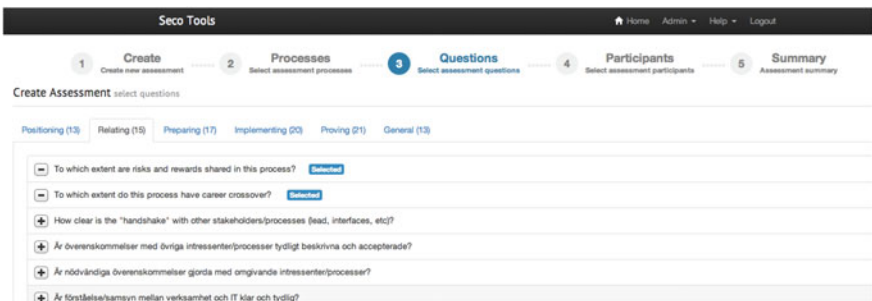 Seco Tools Home Admin Help Logout
1 Create 2 Processes 3 Questions 4 Participants 5 Summary
Create new assessment Select assessment processes Select assessment questions Select assessment participants Assessment summary
Create Assessment select questions
Positioning (13) Relating (15) Preparing (17) Implementing (20) Proving (21) General (13)
To which extent are risks and rewards shared in this process? Selected
To which extent do this process have career crossover? Selected
How clear is the "handshake" with other stakeholders/processes (lead, interfaces, etc)?
Är överenskommelser med övriga intressenter/processer tydligt beskrivna och accepterade?
Är nödvändiga överenskommelser gjorda med omgivande intressenter/processer?
Är förståelse/samsyn mellan verksamhet och IT klar och tydlig?